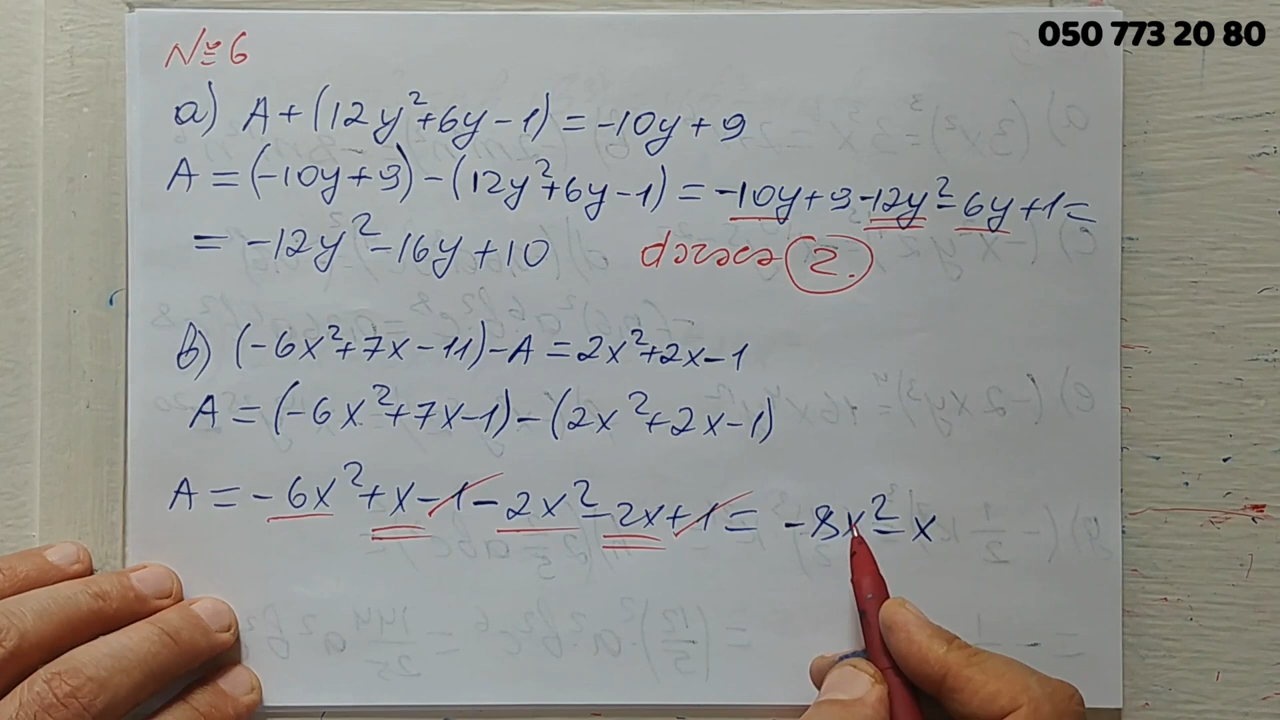 050 773 20 80
№6
a) A+(12y²+6y-1)=-10y+9
A=(-10y+9)-(12y²+6y-1)=-10y+9-12y²-6y+1=
= -12y²-16y+10 dərəcə 2.
b) (-6x²+7x-11)-A=2x²+2x-1
A=(-6x²+7x-1)-(2x²+2x-1)
A=-6x²+x-1-2x²-2x+1= -8x²-x